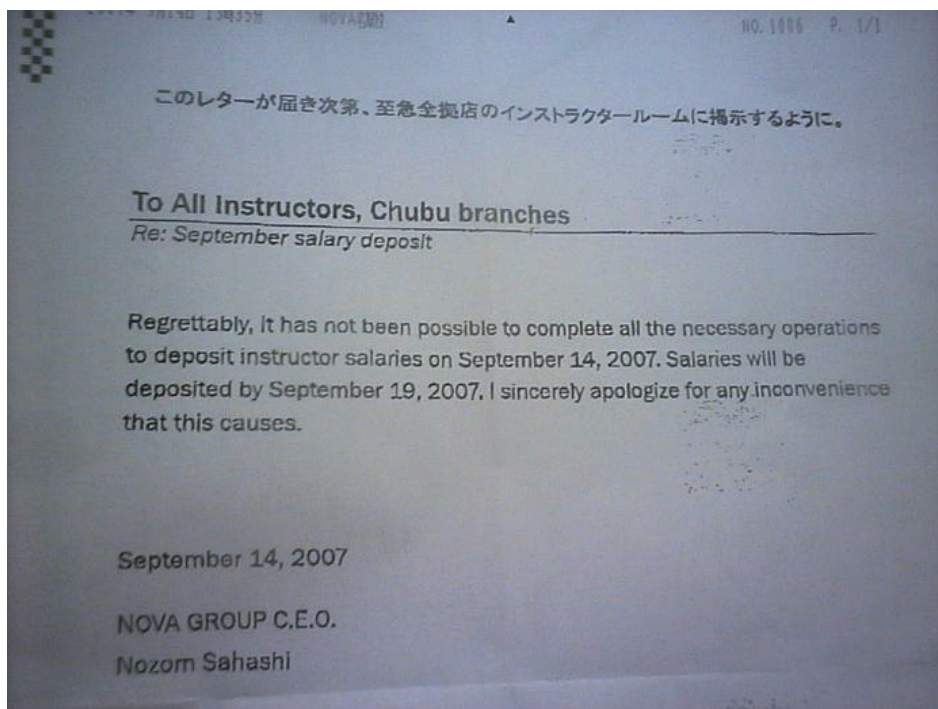 NO. 1886 P. 1/1
このレターが届き次第、至急全拠店のインストラクタールームに掲示するように。
To All Instructors, Chubu branches
Re: September salary deposit
Regrettably, it has not been possible to complete all the necessary operations
to deposit instructor salaries on September 14, 2007. Salaries will be
deposited by September 19, 2007. I sincerely apologize for any inconvenience
that this causes.
September 14, 2007
NOVA GROUP C.E.O.
Nozom Sahashi